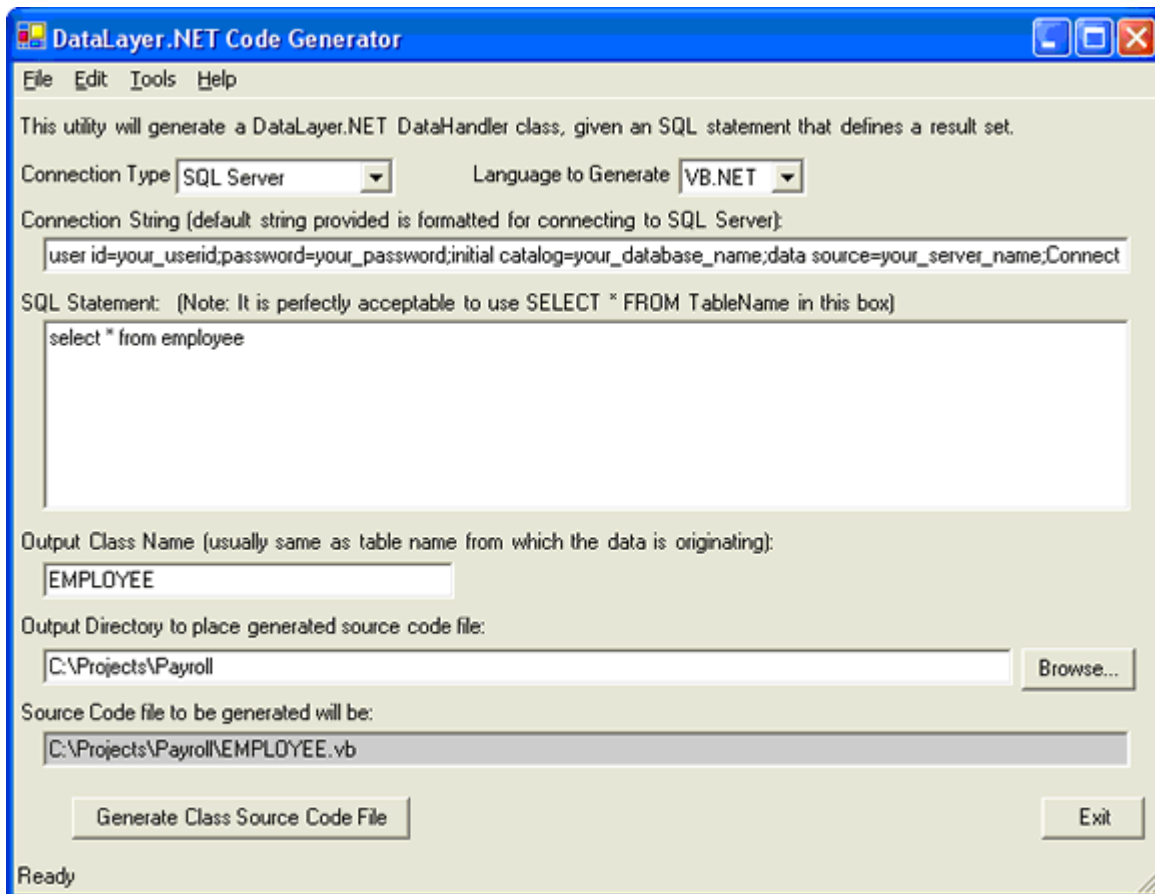 DataLayer.NET Code Generator
File Edit Tools Help
This utility will generate a DataLayer.NET DataHandler class, given an SQL statement that defines a result set.
Connection Type SQL Server Language to Generate VB.NET
Connection String (default string provided is formatted for connecting to SQL Server):
user id=your_userid;password=your_password;initial catalog=your_database_name;data source=your_server_name;Connect
SQL Statement: (Note: It is perfectly acceptable to use SELECT * FROM TableName in this box)
select * from employee
Output Class Name (usually same as table name from which the data is originating):
EMPLOYEE
Output Directory to place generated source code file:
C:\Projects\Payroll Browse...
Source Code file to be generated will be:
C:\Projects\Payroll\EMPLOYEE.vb
Generate Class Source Code File Exit
Ready